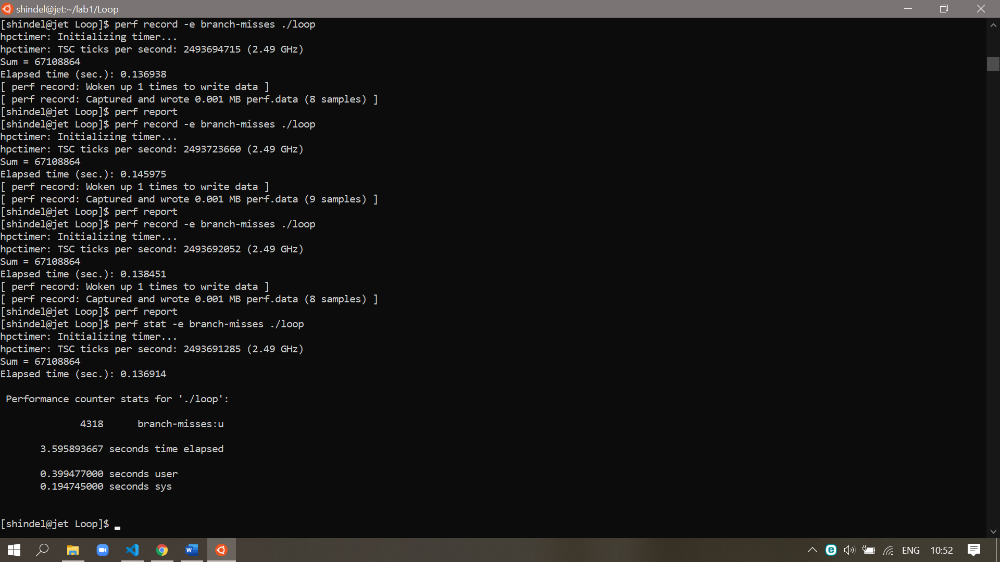 shindel@jet:~/lab1/Loop
[shindel@jet Loop]$ perf record -e branch-misses ./loop
hpctimer: Initializing timer...
hpctimer: TSC ticks per second: 2493694715 (2.49 GHz)
Sum = 67108864
Elapsed time (sec.): 0.136938
[ perf record: Woken up 1 times to write data ]
[ perf record: Captured and wrote 0.001 MB perf.data (8 samples) ]
[shindel@jet Loop]$ perf report
[shindel@jet Loop]$ perf record -e branch-misses ./loop
hpctimer: Initializing timer...
hpctimer: TSC ticks per second: 2493723660 (2.49 GHz)
Sum = 67108864
Elapsed time (sec.): 0.145975
[ perf record: Woken up 1 times to write data ]
[ perf record: Captured and wrote 0.001 MB perf.data (9 samples) ]
[shindel@jet Loop]$ perf report
[shindel@jet Loop]$ perf record -e branch-misses ./loop
hpctimer: Initializing timer...
hpctimer: TSC ticks per second: 2493692052 (2.49 GHz)
Sum = 67108864
Elapsed time (sec.): 0.138451
[ perf record: Woken up 1 times to write data ]
[ perf record: Captured and wrote 0.001 MB perf.data (8 samples) ]
[shindel@jet Loop]$ perf report
[shindel@jet Loop]$ perf stat -e branch-misses ./loop
hpctimer: Initializing timer...
hpctimer: TSC ticks per second: 2493691285 (2.49 GHz)
Sum = 67108864
Elapsed time (sec.): 0.136914
Performance counter stats for './loop':
4318 branch-misses:u
3.595893667 seconds time elapsed
0.399477000 seconds user
0.194745000 seconds sys
[shindel@jet Loop]$
ENG 10:52